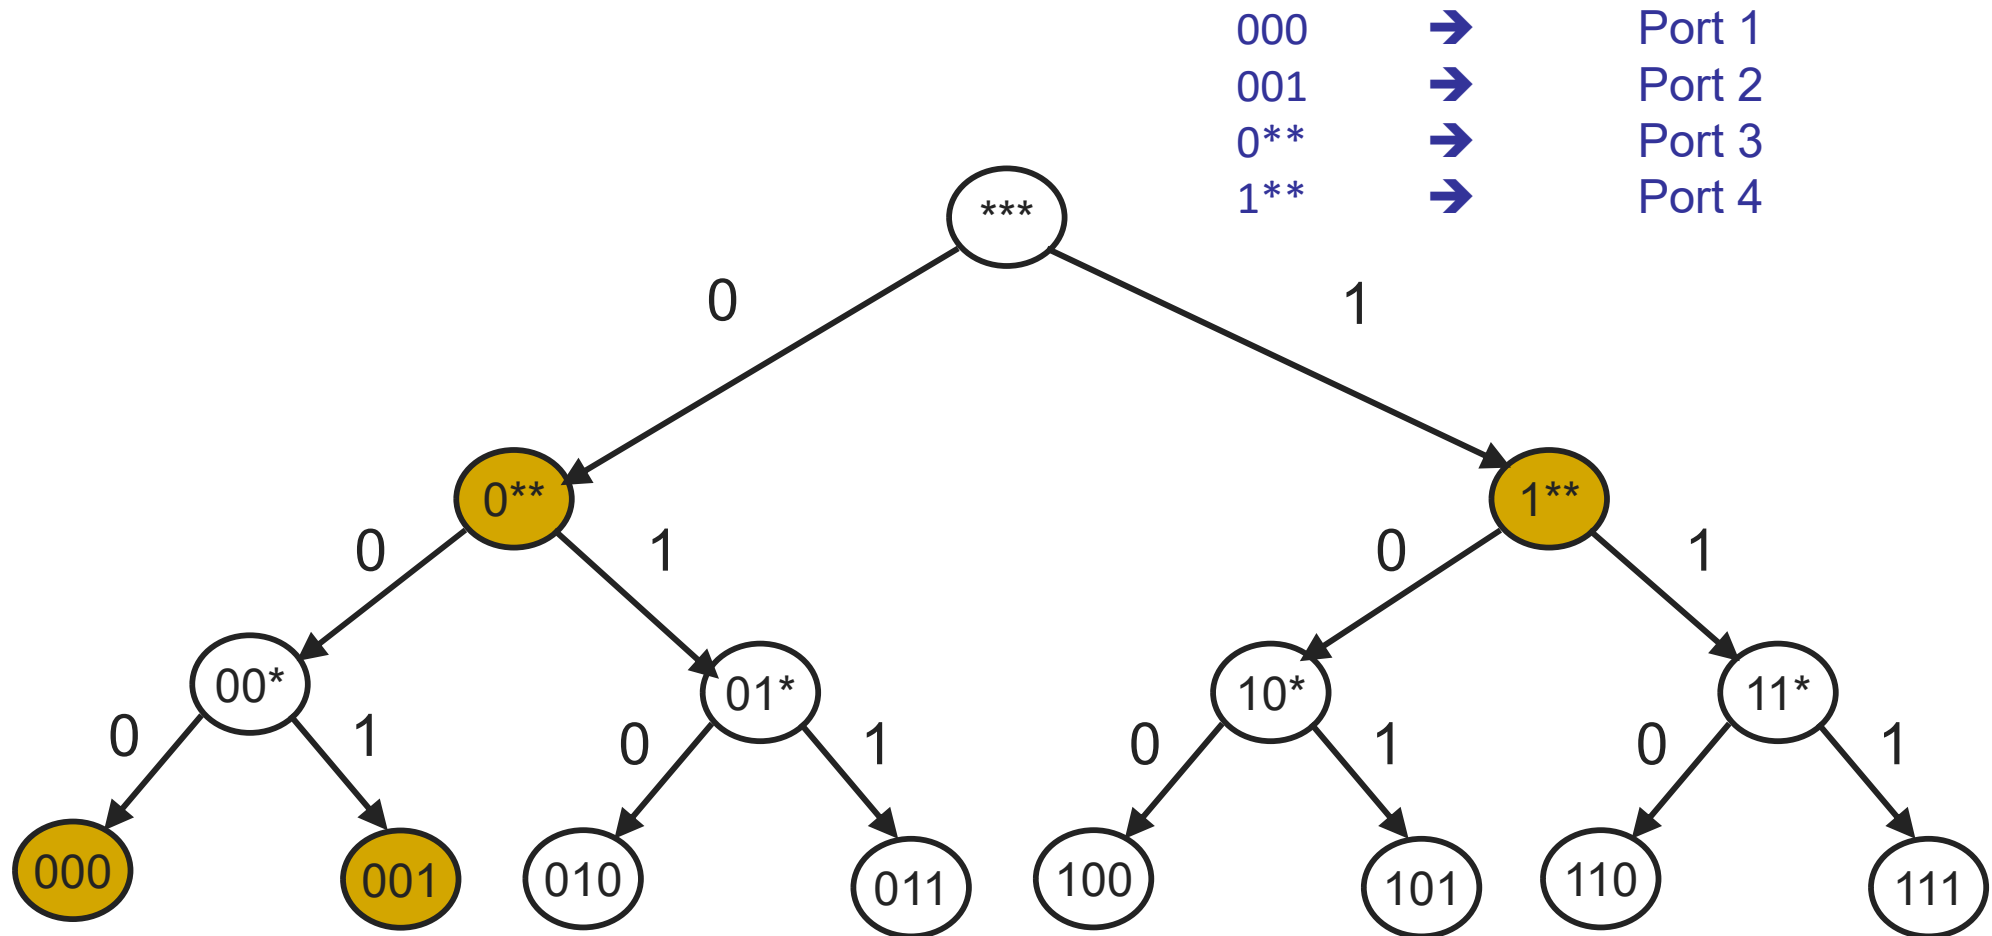 000 ➔ Port 1
001 ➔ Port 2
0** ➔ Port 3
1** ➔ Port 4
***
0 1
0** 1**
0 1 0 1
00* 01* 10* 11*
0 1 0 1 0 1 0 1
000 001 010 011 100 101 110 111